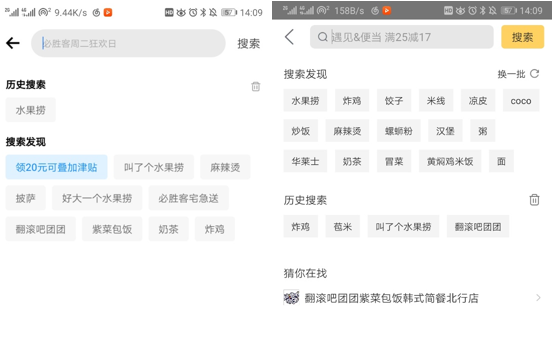 9.44K/s
HD
57
14:09
必胜客周二狂欢日
搜索
历史搜索
水果捞
搜索发现
领20元可叠加津贴
叫了个水果捞
麻辣烫
披萨
好大一个水果捞
必胜客宅急送
翻滚吧团团
紫菜包饭
奶茶
炸鸡
158B/s
HD
57
14:09
遇见&便当 满25减17
搜索
搜索发现
换一批
水果捞
炸鸡
饺子
米线
凉皮
coco
炒饭
麻辣烫
螺蛳粉
汉堡
粥
华莱士
奶茶
冒菜
黄焖鸡米饭
面
历史搜索
炸鸡
苞米
叫了个水果捞
翻滚吧团团
猜你在找
翻滚吧团团紫菜包饭韩式简餐北行店